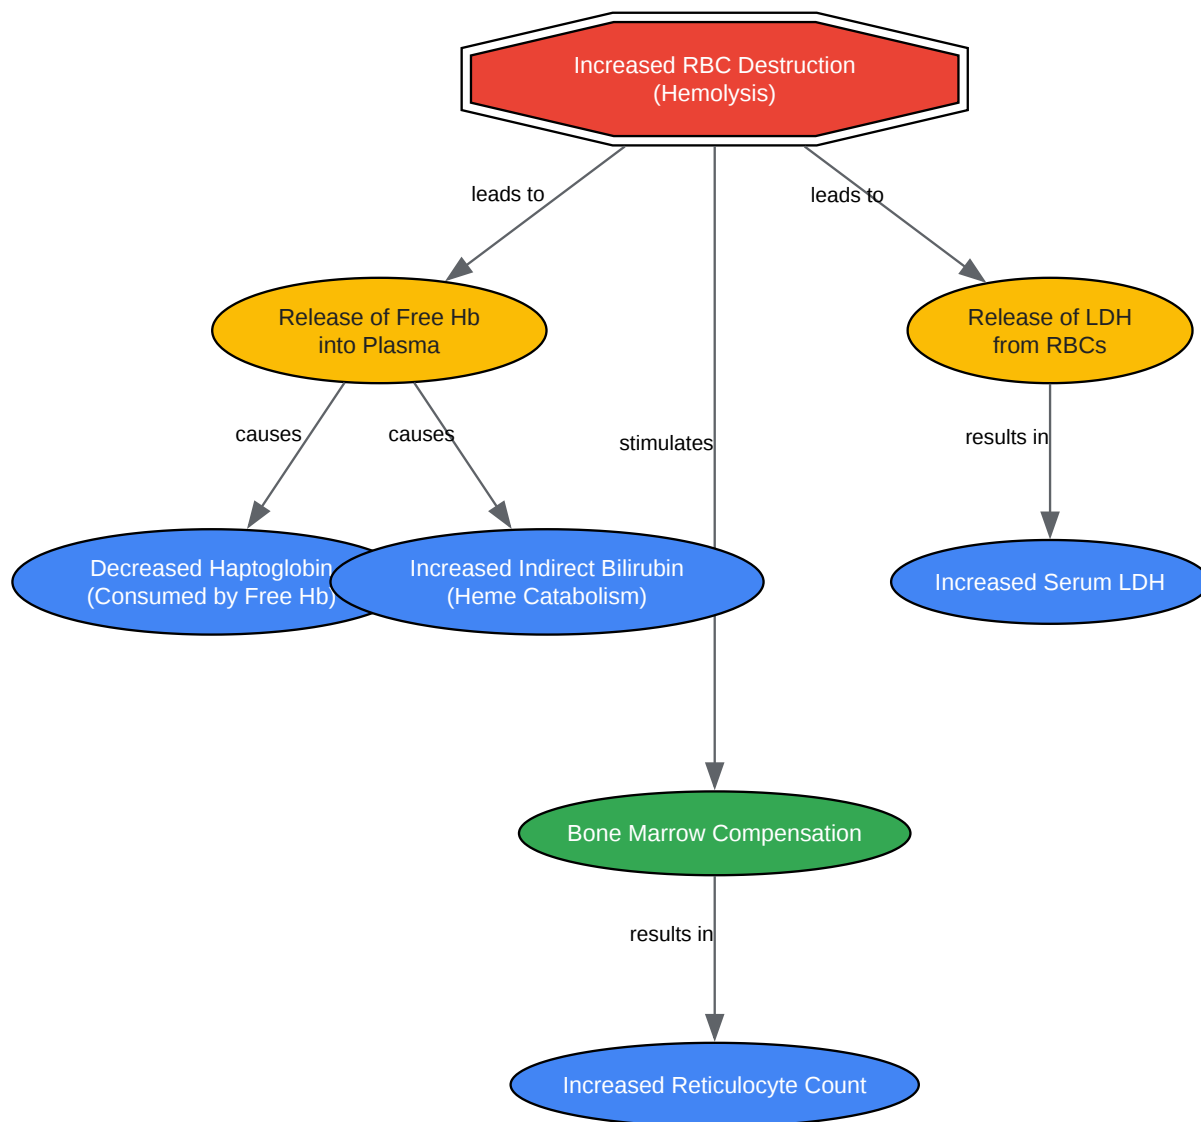 Increased RBC Destruction
(Hemolysis)
leads to
leads to
Release of Free Hb
into Plasma
Release of LDH
from RBCs
causes
causes
stimulates
results in
Decreased Haptoglobin
(Consumed by Free Hb)
Increased Indirect Bilirubin
(Heme Catabolism)
Increased Serum LDH
Bone Marrow Compensation
results in
Increased Reticulocyte Count